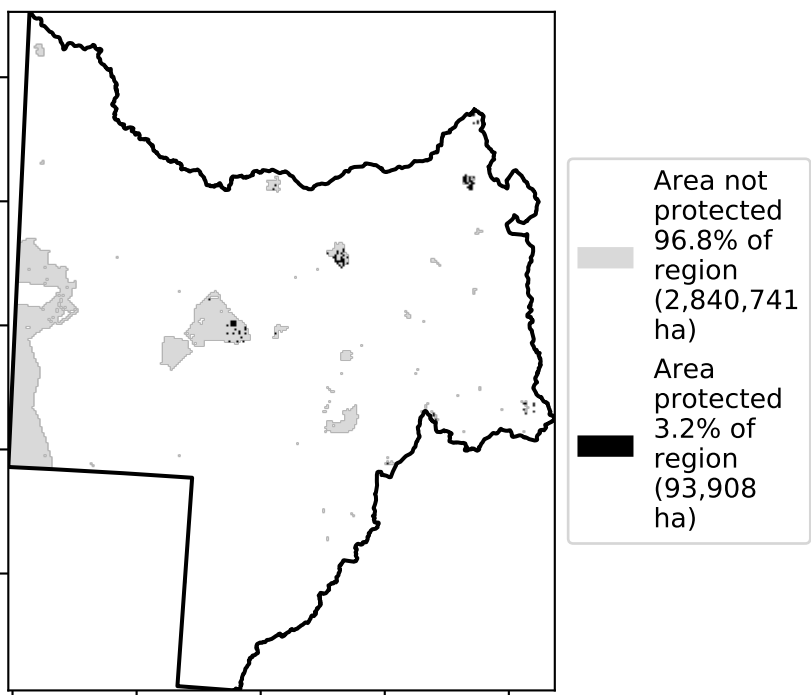 Area not
protected
96.8% of
region
(2,840,741
ha)
Area
protected
3.2% of
region
(93,908
ha)